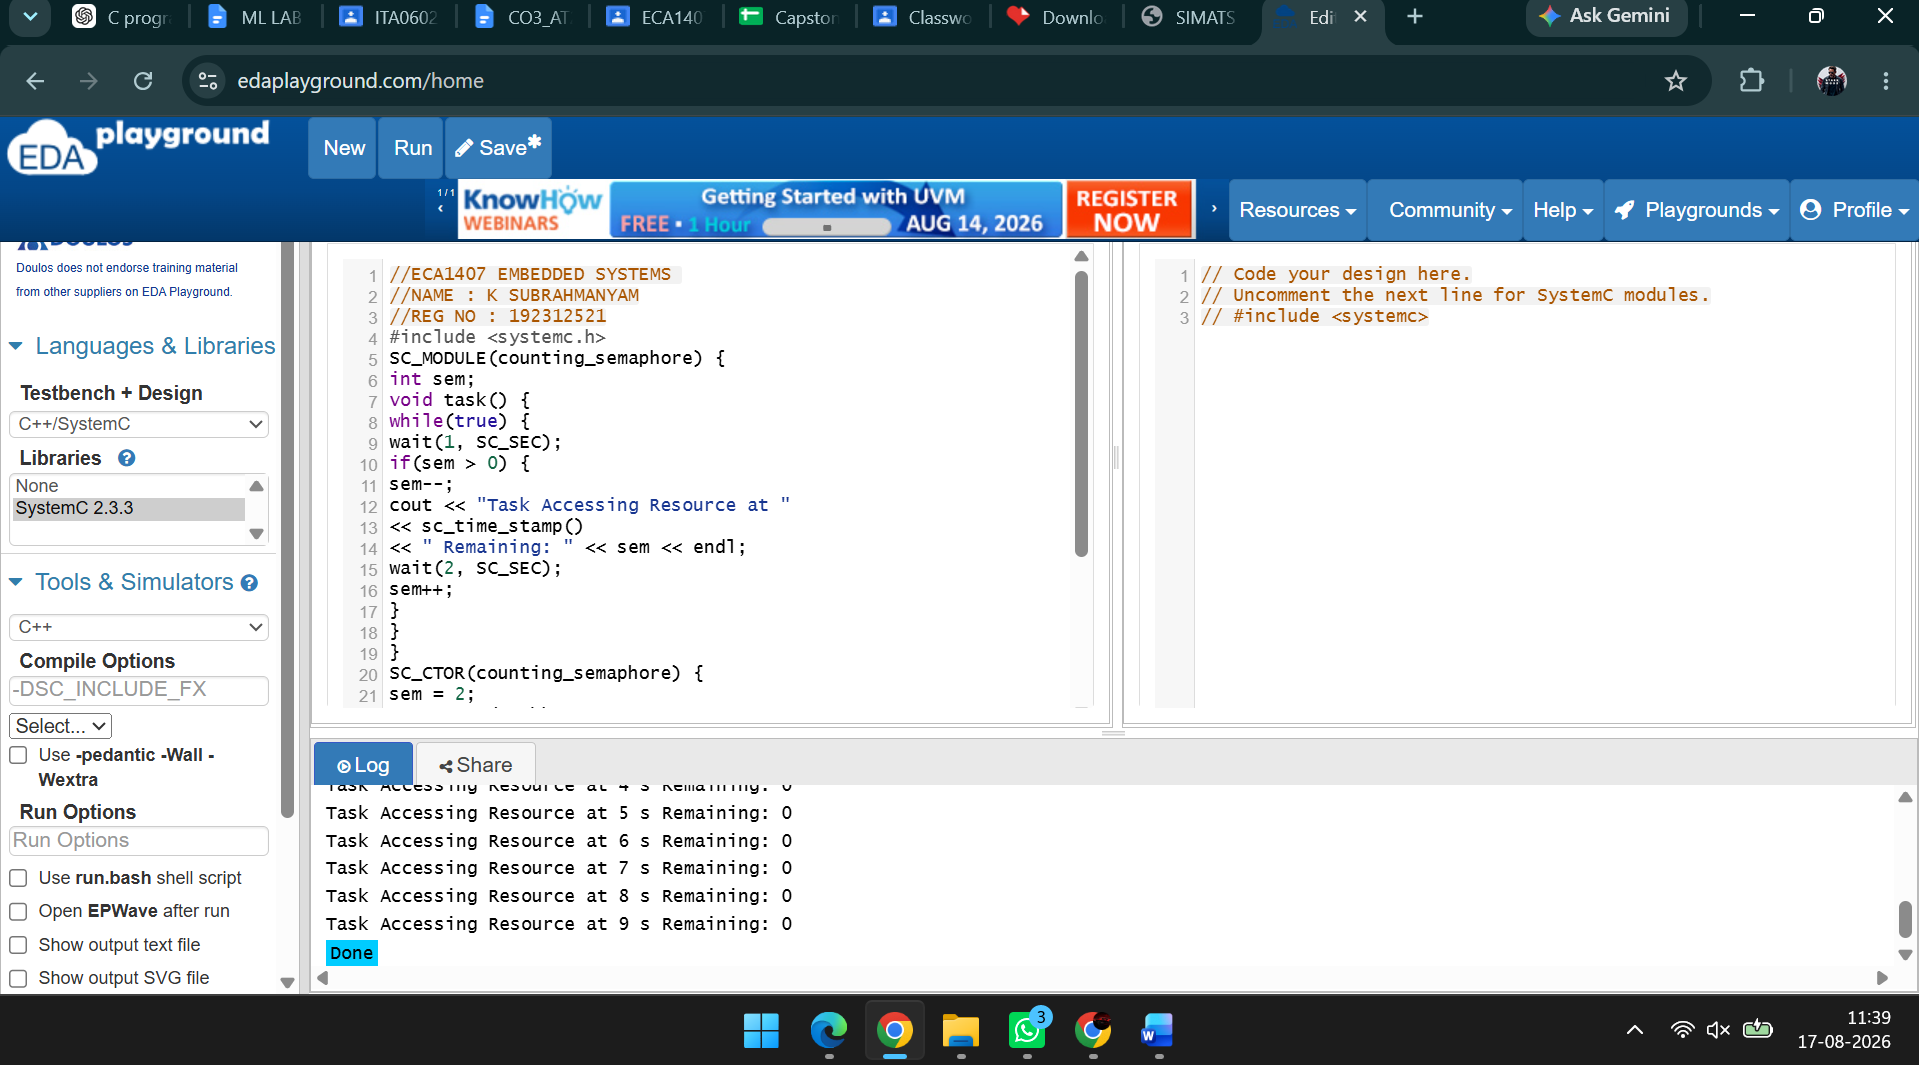 C progr
ML LAB
ITA0602
CO3_AT
ECA140
Capston
Classwo
Downlo
SIMATS
Edi
Ask Gemini
edaplayground.com/home
EDA playground
New
Run
Save*
1/1
KnowHow
WEBINARS
Getting Started with UVM
FREE • 1 Hour
AUG 14, 2026
REGISTER
NOW
Resources
Community
Help
Playgrounds
Profile
DOULOS
Doulos does not endorse training material
from other suppliers on EDA Playground.
Languages & Libraries
Testbench + Design
C++/SystemC
Libraries
None
SystemC 2.3.3
Tools & Simulators
C++
Compile Options
-DSC_INCLUDE_FX
Select...
Use -pedantic -Wall -
Wextra
Run Options
Run Options
Use run.bash shell script
Open EPWave after run
Show output text file
Show output SVG file
1 //ECA1407 EMBEDDED SYSTEMS
2 //NAME : K SUBRAHMANYAM
3 //REG NO : 192312521
4 #include <systemc.h>
5 SC_MODULE(counting_semaphore) {
6 int sem;
7 void task() {
8 while(true) {
9 wait(1, SC_SEC);
10 if(sem > 0) {
11 sem--;
12 cout << "Task Accessing Resource at "
13 << sc_time_stamp()
14 << " Remaining: " << sem << endl;
15 wait(2, SC_SEC);
16 sem++;
17 }
18 }
19 }
20 SC_CTOR(counting_semaphore) {
21 sem = 2;
1 // Code your design here.
2 // Uncomment the next line for SystemC modules.
3 // #include <systemc>
Log
Share
Task Accessing Resource at 4 s Remaining: 0
Task Accessing Resource at 5 s Remaining: 0
Task Accessing Resource at 6 s Remaining: 0
Task Accessing Resource at 7 s Remaining: 0
Task Accessing Resource at 8 s Remaining: 0
Task Accessing Resource at 9 s Remaining: 0
Done
3
11:39
17-08-2026